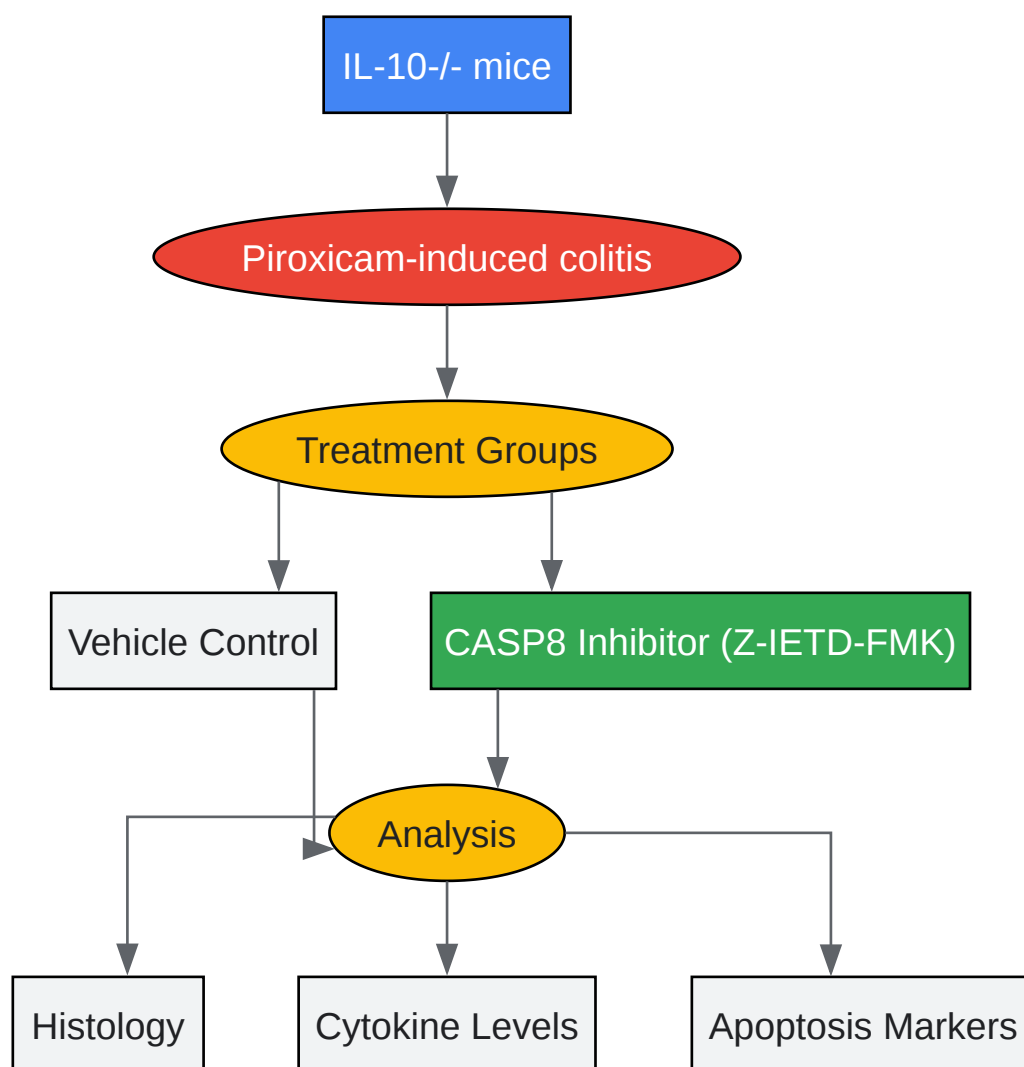 IL-10-/- mice
Piroxicam-induced colitis
Treatment Groups
Vehicle Control
CASP8 Inhibitor (Z-IETD-FMK)
Analysis
Histology
Cytokine Levels
Apoptosis Markers